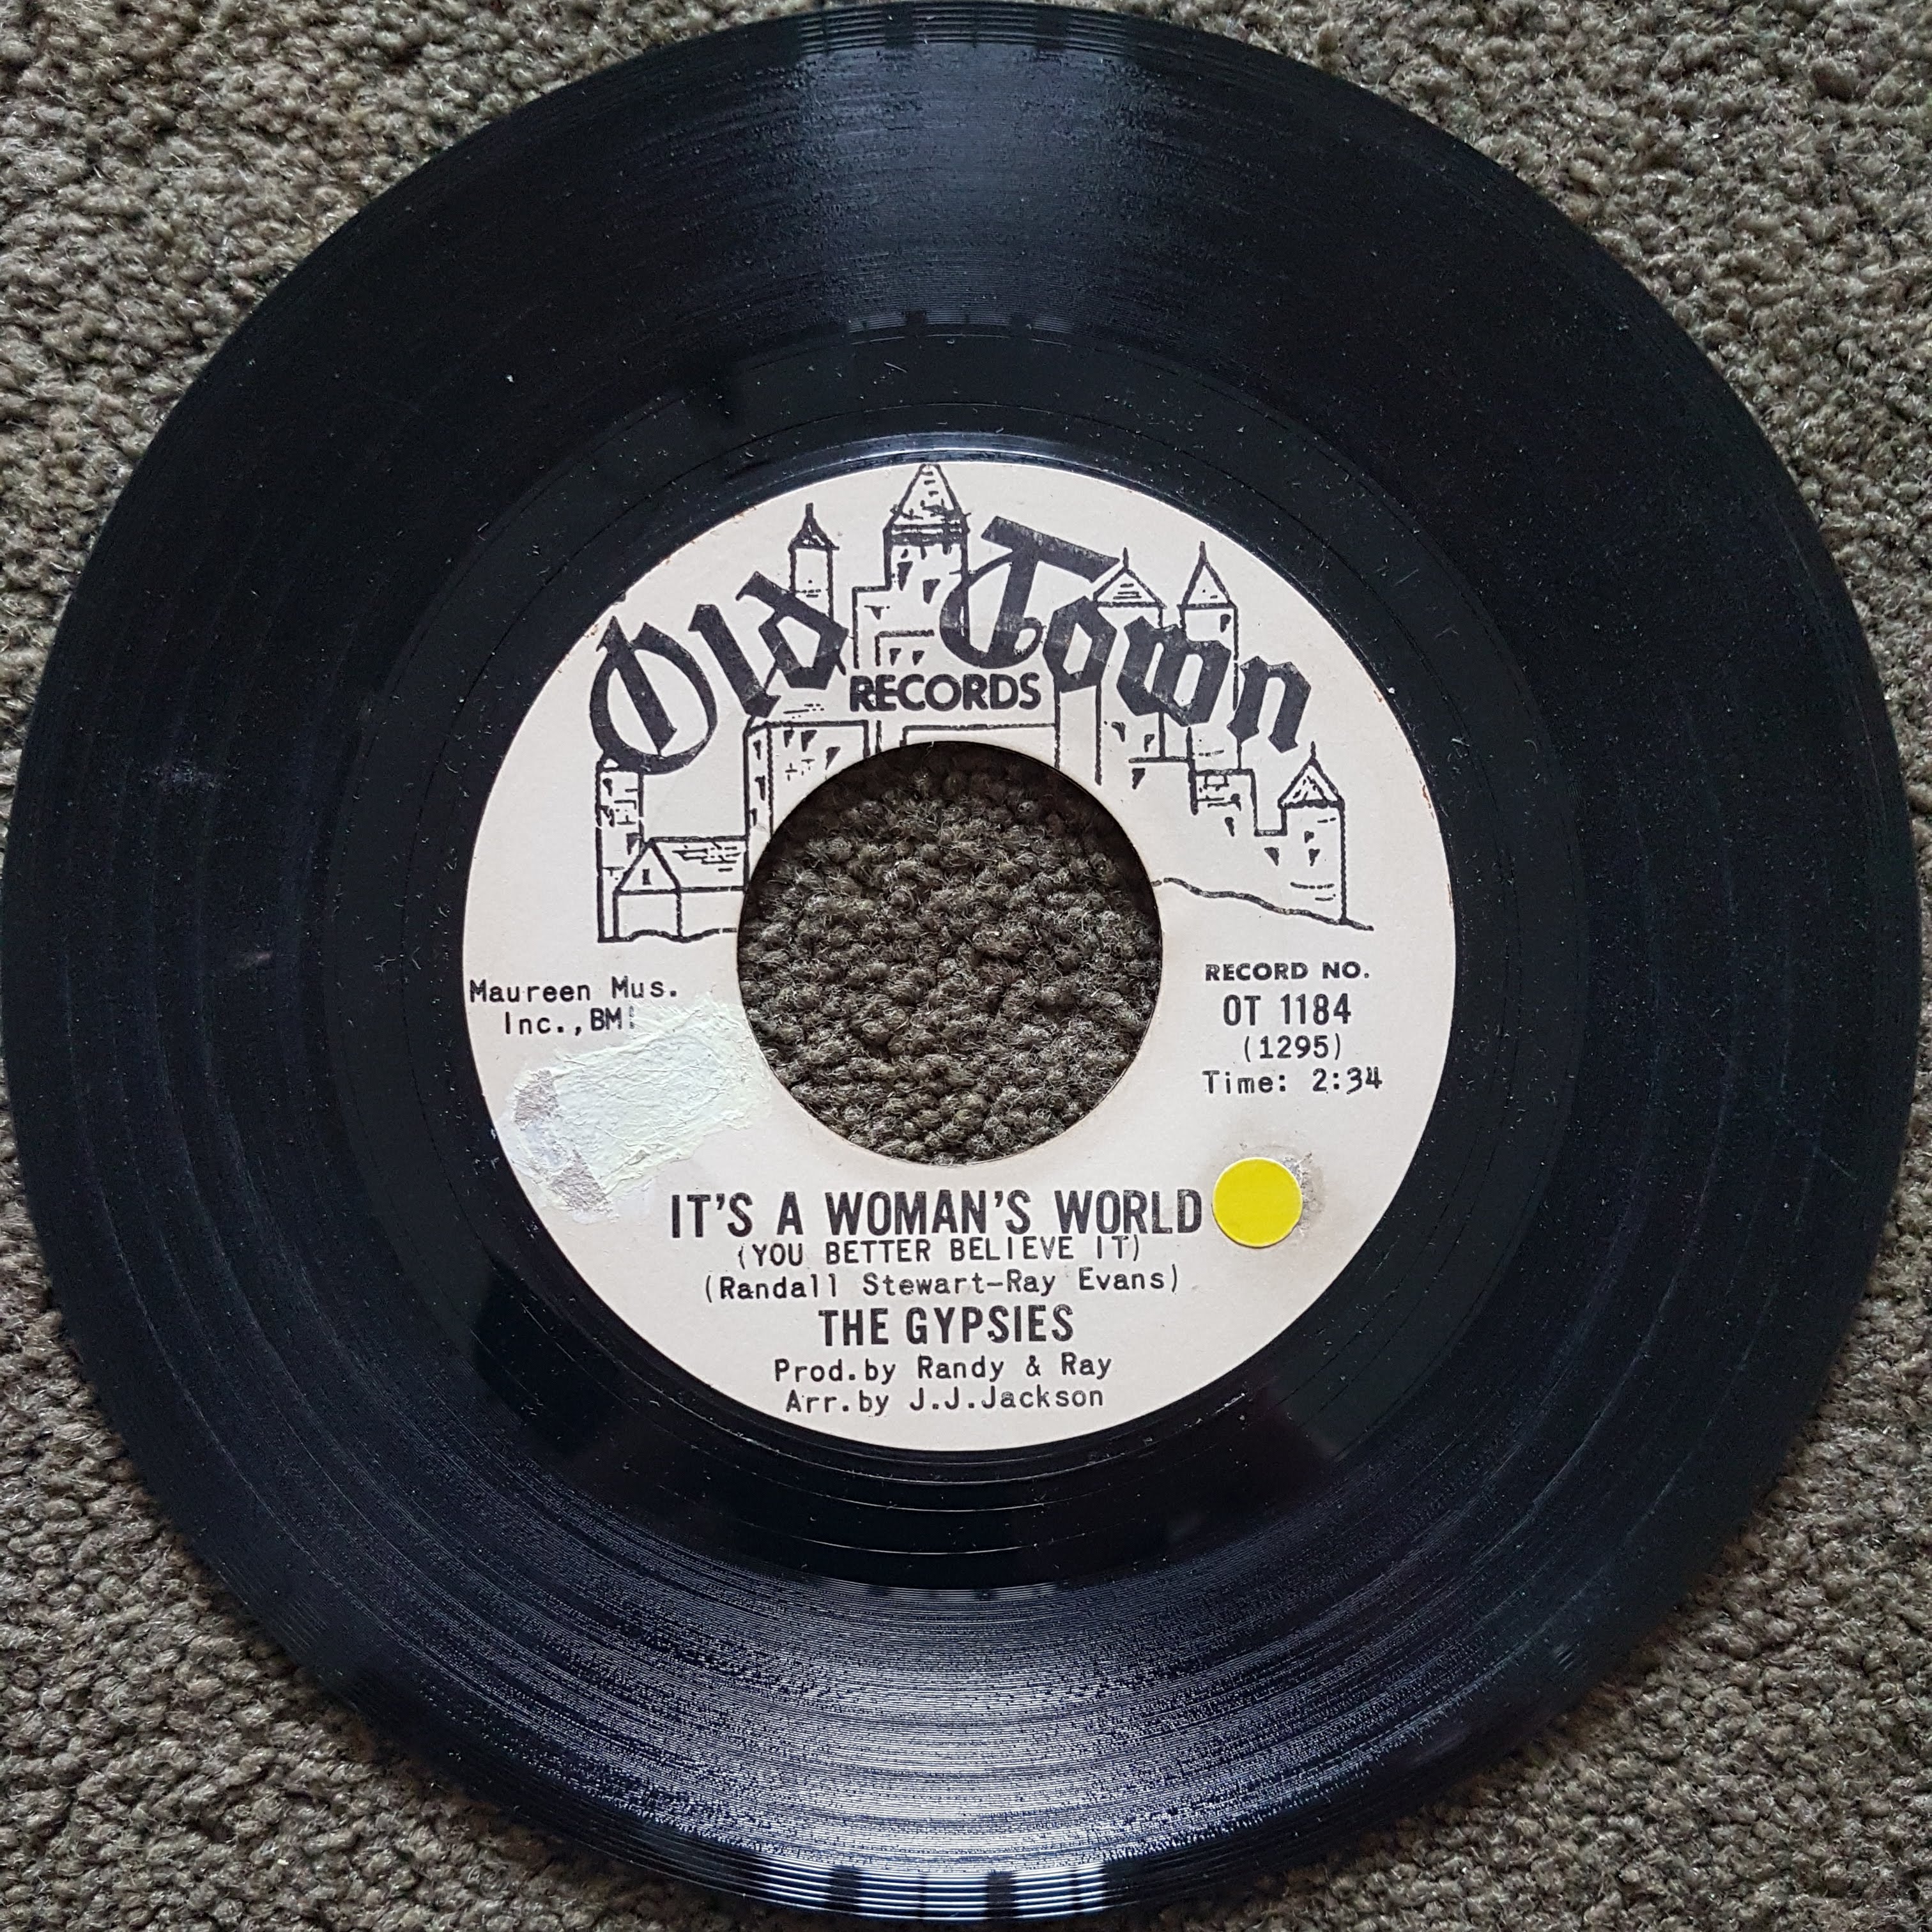 Old Town
RECORDS
Maureen Mus.
Inc., BMI
RECORD NO.
OT 1184
(1295)
Time: 2:34
IT'S A WOMAN'S WORLD
(YOU BETTER BELIEVE IT)
(Randall Stewart-Ray Evans)
THE GYPSIES
Prod.by Randy & Ray
Arr.by J.J.Jackson